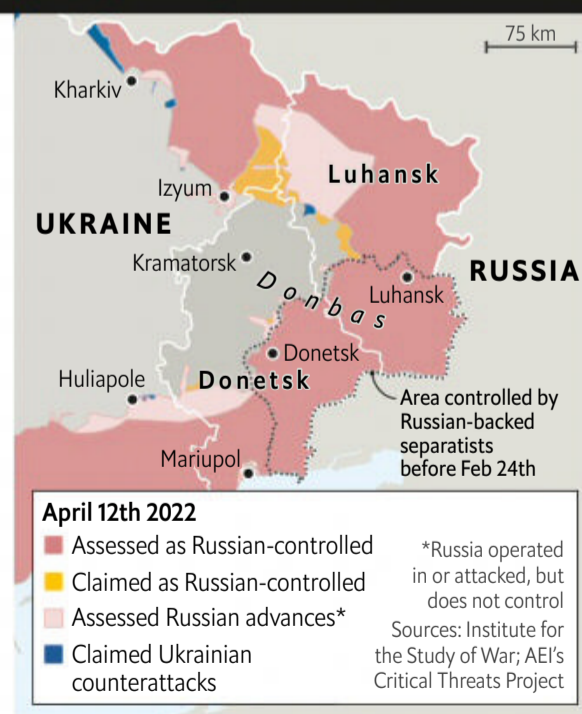 75 km
Kharkiv
Luhansk
Izyum
UKRAINE
Kramatorsk
RUSSIA
Donbas
Luhansk
Donetsk
Huliapole
Donetsk
Area controlled by
Russian-backed
separatists
before Feb 24th
Mariupol
April 12th 2022
Assessed as Russian-controlled
Claimed as Russian-controlled
Assessed Russian advances*
Claimed Ukrainian
counterattacks
*Russia operated
in or attacked, but
does not control
Sources: Institute for
the Study of War; AEI's
Critical Threats Project